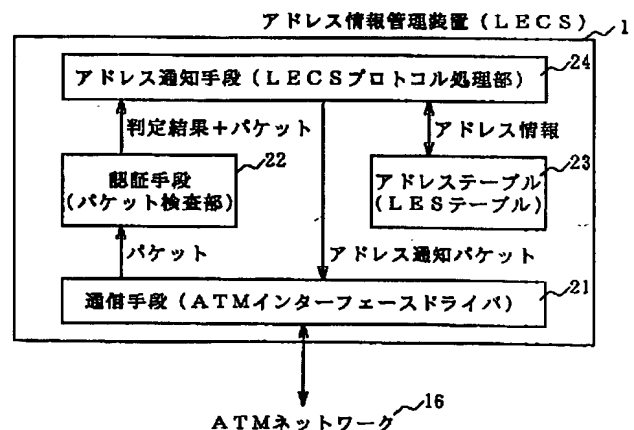 アドレス情報管理装置(LECS)
1
アドレス通知手段(LECSプロトコル処理部)
24
判定結果+パケット
アドレス情報
22
認証手段
(パケット検査部)
23
アドレステーブル
(LESテーブル)
パケット
アドレス通知パケット
通信手段(ATMインターフェースドライバ)
21
ATMネットワーク
16